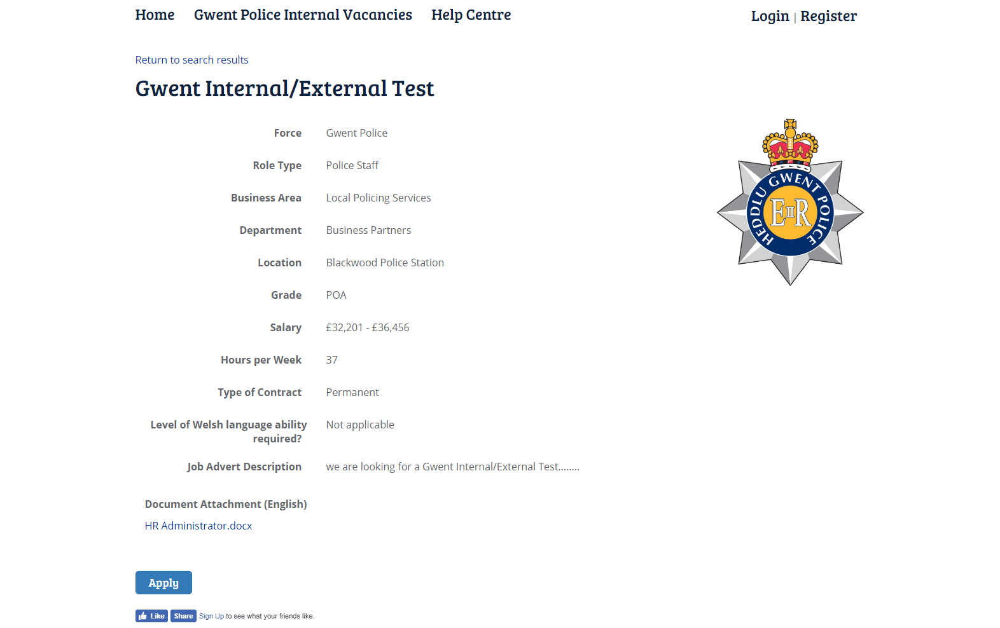 Home Gwent Police Internal Vacancies Help Centre Login | Register
Return to search results
Gwent Internal/External Test
Force Gwent Police
Role Type Police Staff
Business Area Local Policing Services
Department Business Partners
Location Blackwood Police Station
Grade POA
Salary £32,201 - £36,456
Hours per Week 37
Type of Contract Permanent
Level of Welsh language ability Not applicable
required?
Job Advert Description we are looking for a Gwent Internal/External Test........
HEDDLU GWENT POLICE
E II R
Document Attachment (English)
HR Administrator.docx
Apply
Like Share Sign Up to see what your friends like.